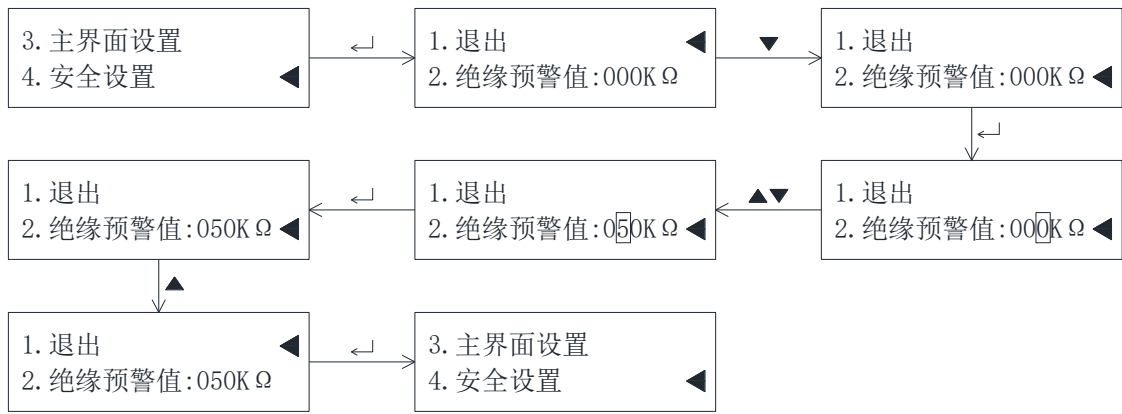 3.主界面设置
4.安全设置 ◀
1.退出 ◀
2.绝缘预警值:000KΩ
1.退出
2.绝缘预警值:000KΩ ◀
1.退出
2.绝缘预警值:050KΩ ◀
1.退出
2.绝缘预警值:050KΩ ◀
1.退出
2.绝缘预警值:000KΩ ◀
1.退出 ◀
2.绝缘预警值:050KΩ
3.主界面设置
4.安全设置 ◀